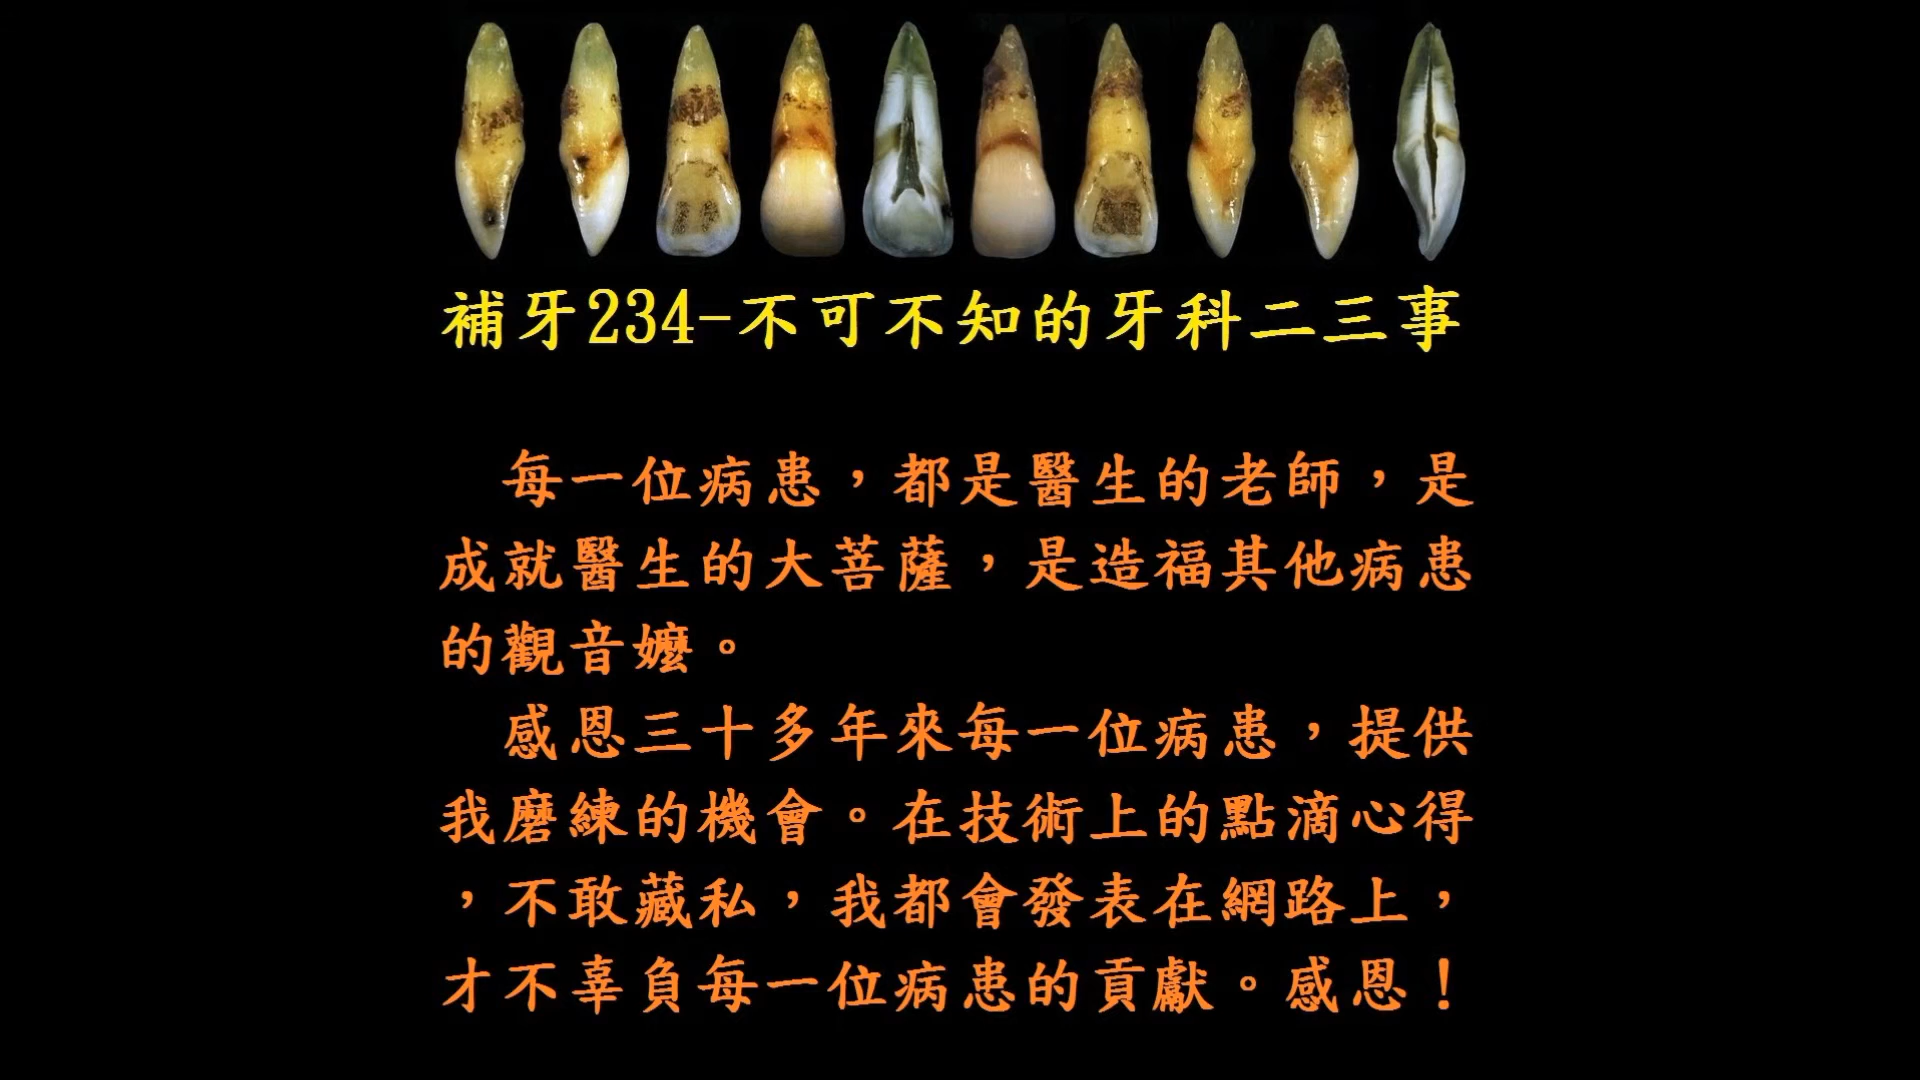 補牙234-不可不知的牙科二三事
每一位病患，都是醫生的老師，是
成就醫生的大菩薩，是造福其他病患
的觀音嬤。
感恩三十多年來每一位病患，提供
我磨練的機會。在技術上的點滴心得
，不敢藏私，我都會發表在網路上，
才不辜負每一位病患的貢獻。感恩！